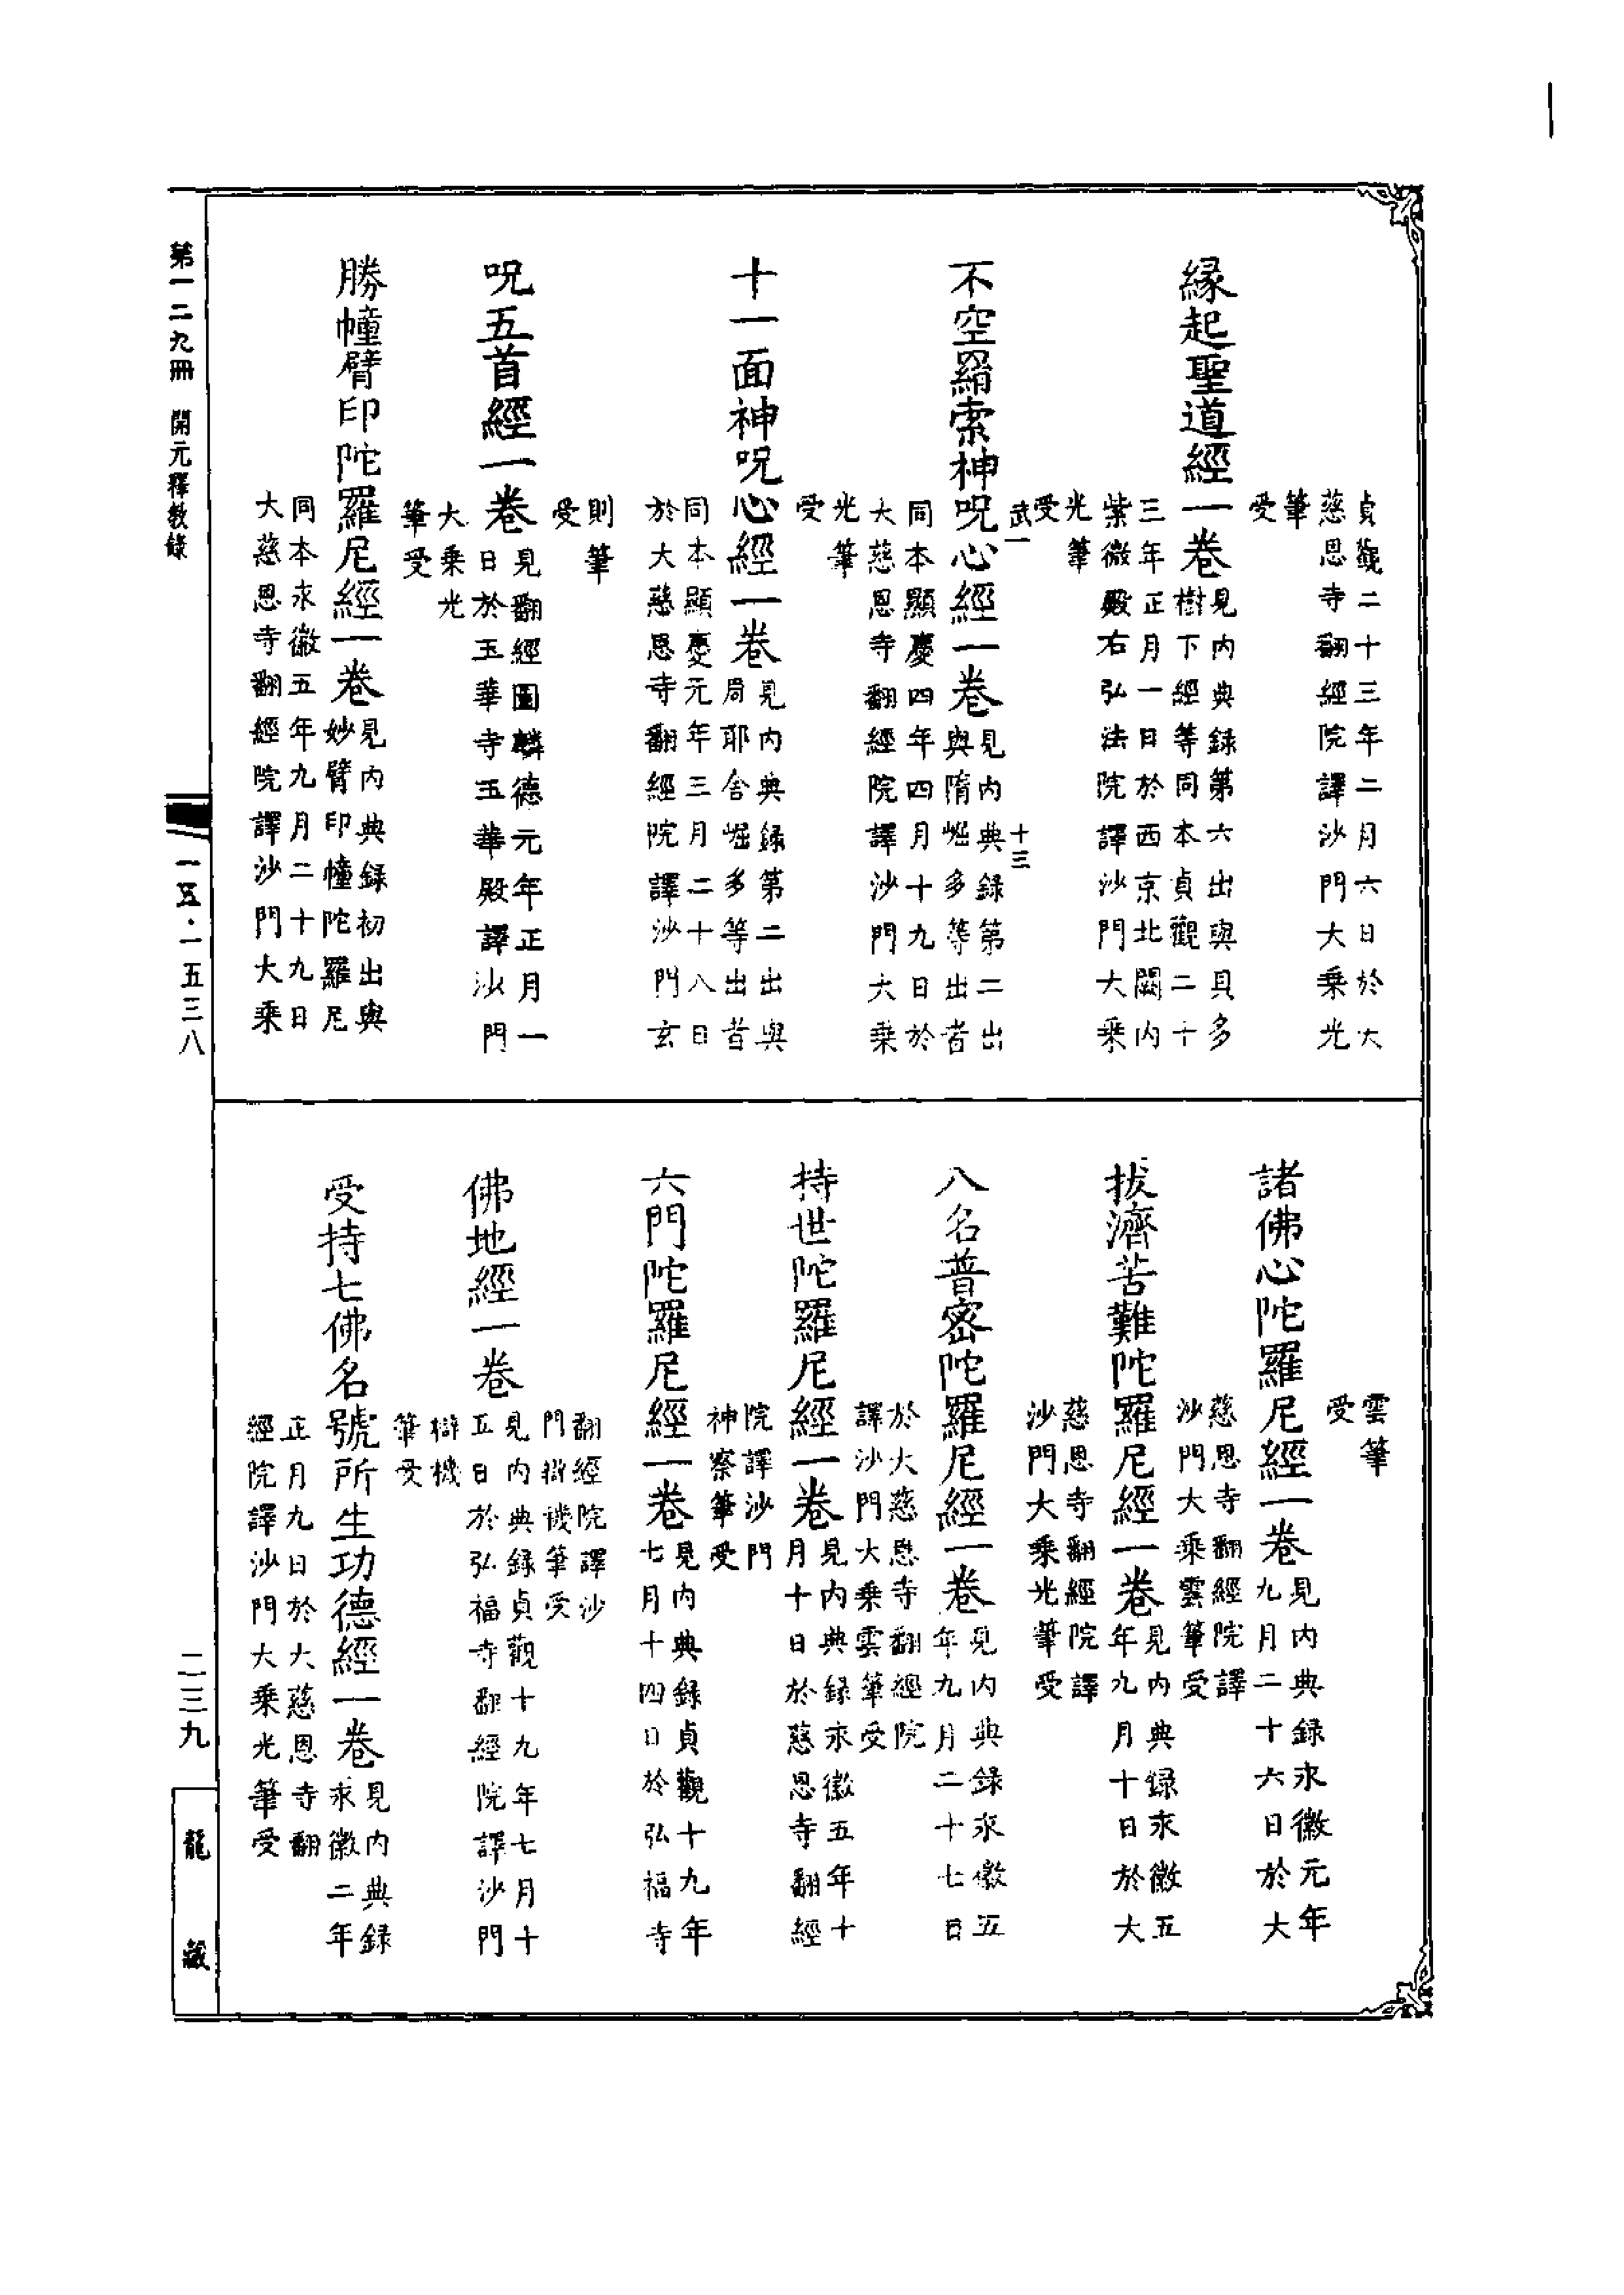 貞觀二十三年二月六日於大
慈恩寺翻經院譯沙門大乘光
筆
受
緣起聖道經一卷
見內典錄第六出與貝多
樹下經等同本貞觀二十
三年正月一日於西京北闕內
紫微殿右弘法院譯沙門大乘
光筆
受
武一
十三
不空羂索神呪心經一卷
見內典錄第二出
與隋崛多等出者
同本顯慶四年四月十九日於
大慈恩寺翻經院譯沙門大乘
光筆
受
十一面神呪心經一卷
見內典錄第二出與
周耶舍崛多等出者
同本顯慶元年三月二十八日
於大慈恩寺翻經院譯沙門玄
則筆
受
呪五首經一卷
見翻經圖麟德元年正月一
日於玉華寺玉華殿譯沙門
大乘光
筆受
勝幢臂印陀羅尼經一卷
見內典錄初出與
妙臂印幢陀羅尼
同本永徽五年九月二十九日
大慈恩寺翻經院譯沙門大乘
雲筆
受
諸佛心陀羅尼經一卷
見內典錄永徽元年
九月二十六日於大
慈恩寺翻經院譯
沙門大乘雲筆受
拔濟苦難陀羅尼經一卷
見內典錄永徽五
年九月十日於大
慈恩寺翻經院譯
沙門大乘光筆受
八名普密陀羅尼經一卷
見內典錄永徽五
年九月二十七日
於大慈恩寺翻經院
譯沙門大乘雲筆受
持世陀羅尼經一卷
見內典錄永徽五年十
月十日於慈恩寺翻經
院譯沙門
神察筆受
六門陀羅尼經一卷
見內典錄貞觀十九年
七月十四日於弘福寺
翻經院譯沙
門辯機筆受
佛地經一卷
見內典錄貞觀十九年七月十
五日於弘福寺翻經院譯沙門
辯機
筆受
受持七佛名號所生功德經一卷
見內典錄
永徽二年
正月九日於大慈恩寺翻
經院譯沙門大乘光筆受
第一二九冊 開元釋教錄
一五·一五三八
二三九
龍藏